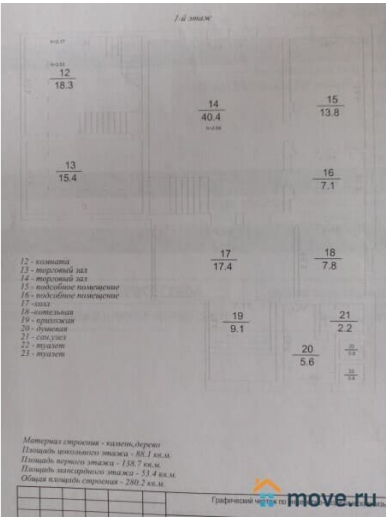 1-й этаж
12
18.3
14
40.4
15
13.8
13
15.4
16
7.1
17
17.4
18
7.8
12 - комната
13 - торговый зал
14 - торговый зал
15 - подсобное помещение
16 - подсобное помещение
17 -холл
18 -котельная
19 - прихожая
20 - душевая
21 - сан.узел
22 - туалет
23 - туалет
19
9.1
21
2.2
20
5.6
Материал строения - камень,дерево
Площадь цокольного этажа - 88.1 кв.м.
Площадь первого этажа - 138.7 кв.м.
Площадь мансардного этажа - 53.4 кв.м.
Общая площадь строения - 280.2 кв.м.
Графический чертеж по
move.ru